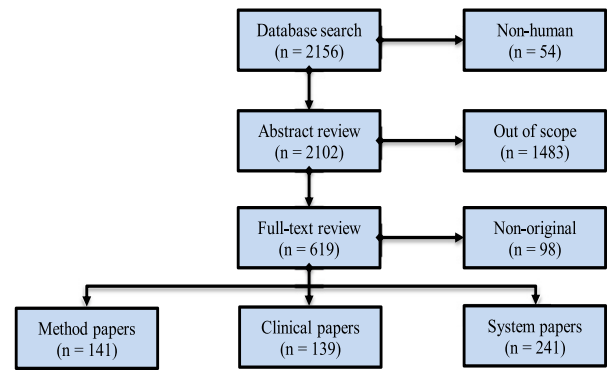 Database search
(n = 2156)
Non-human
(n = 54)
Abstract review
(n = 2102)
Out of scope
(n = 1483)
Full-text review
(n = 619)
Non-original
(n = 98)
Method papers
(n = 141)
Clinical papers
(n = 139)
System papers
(n = 241)